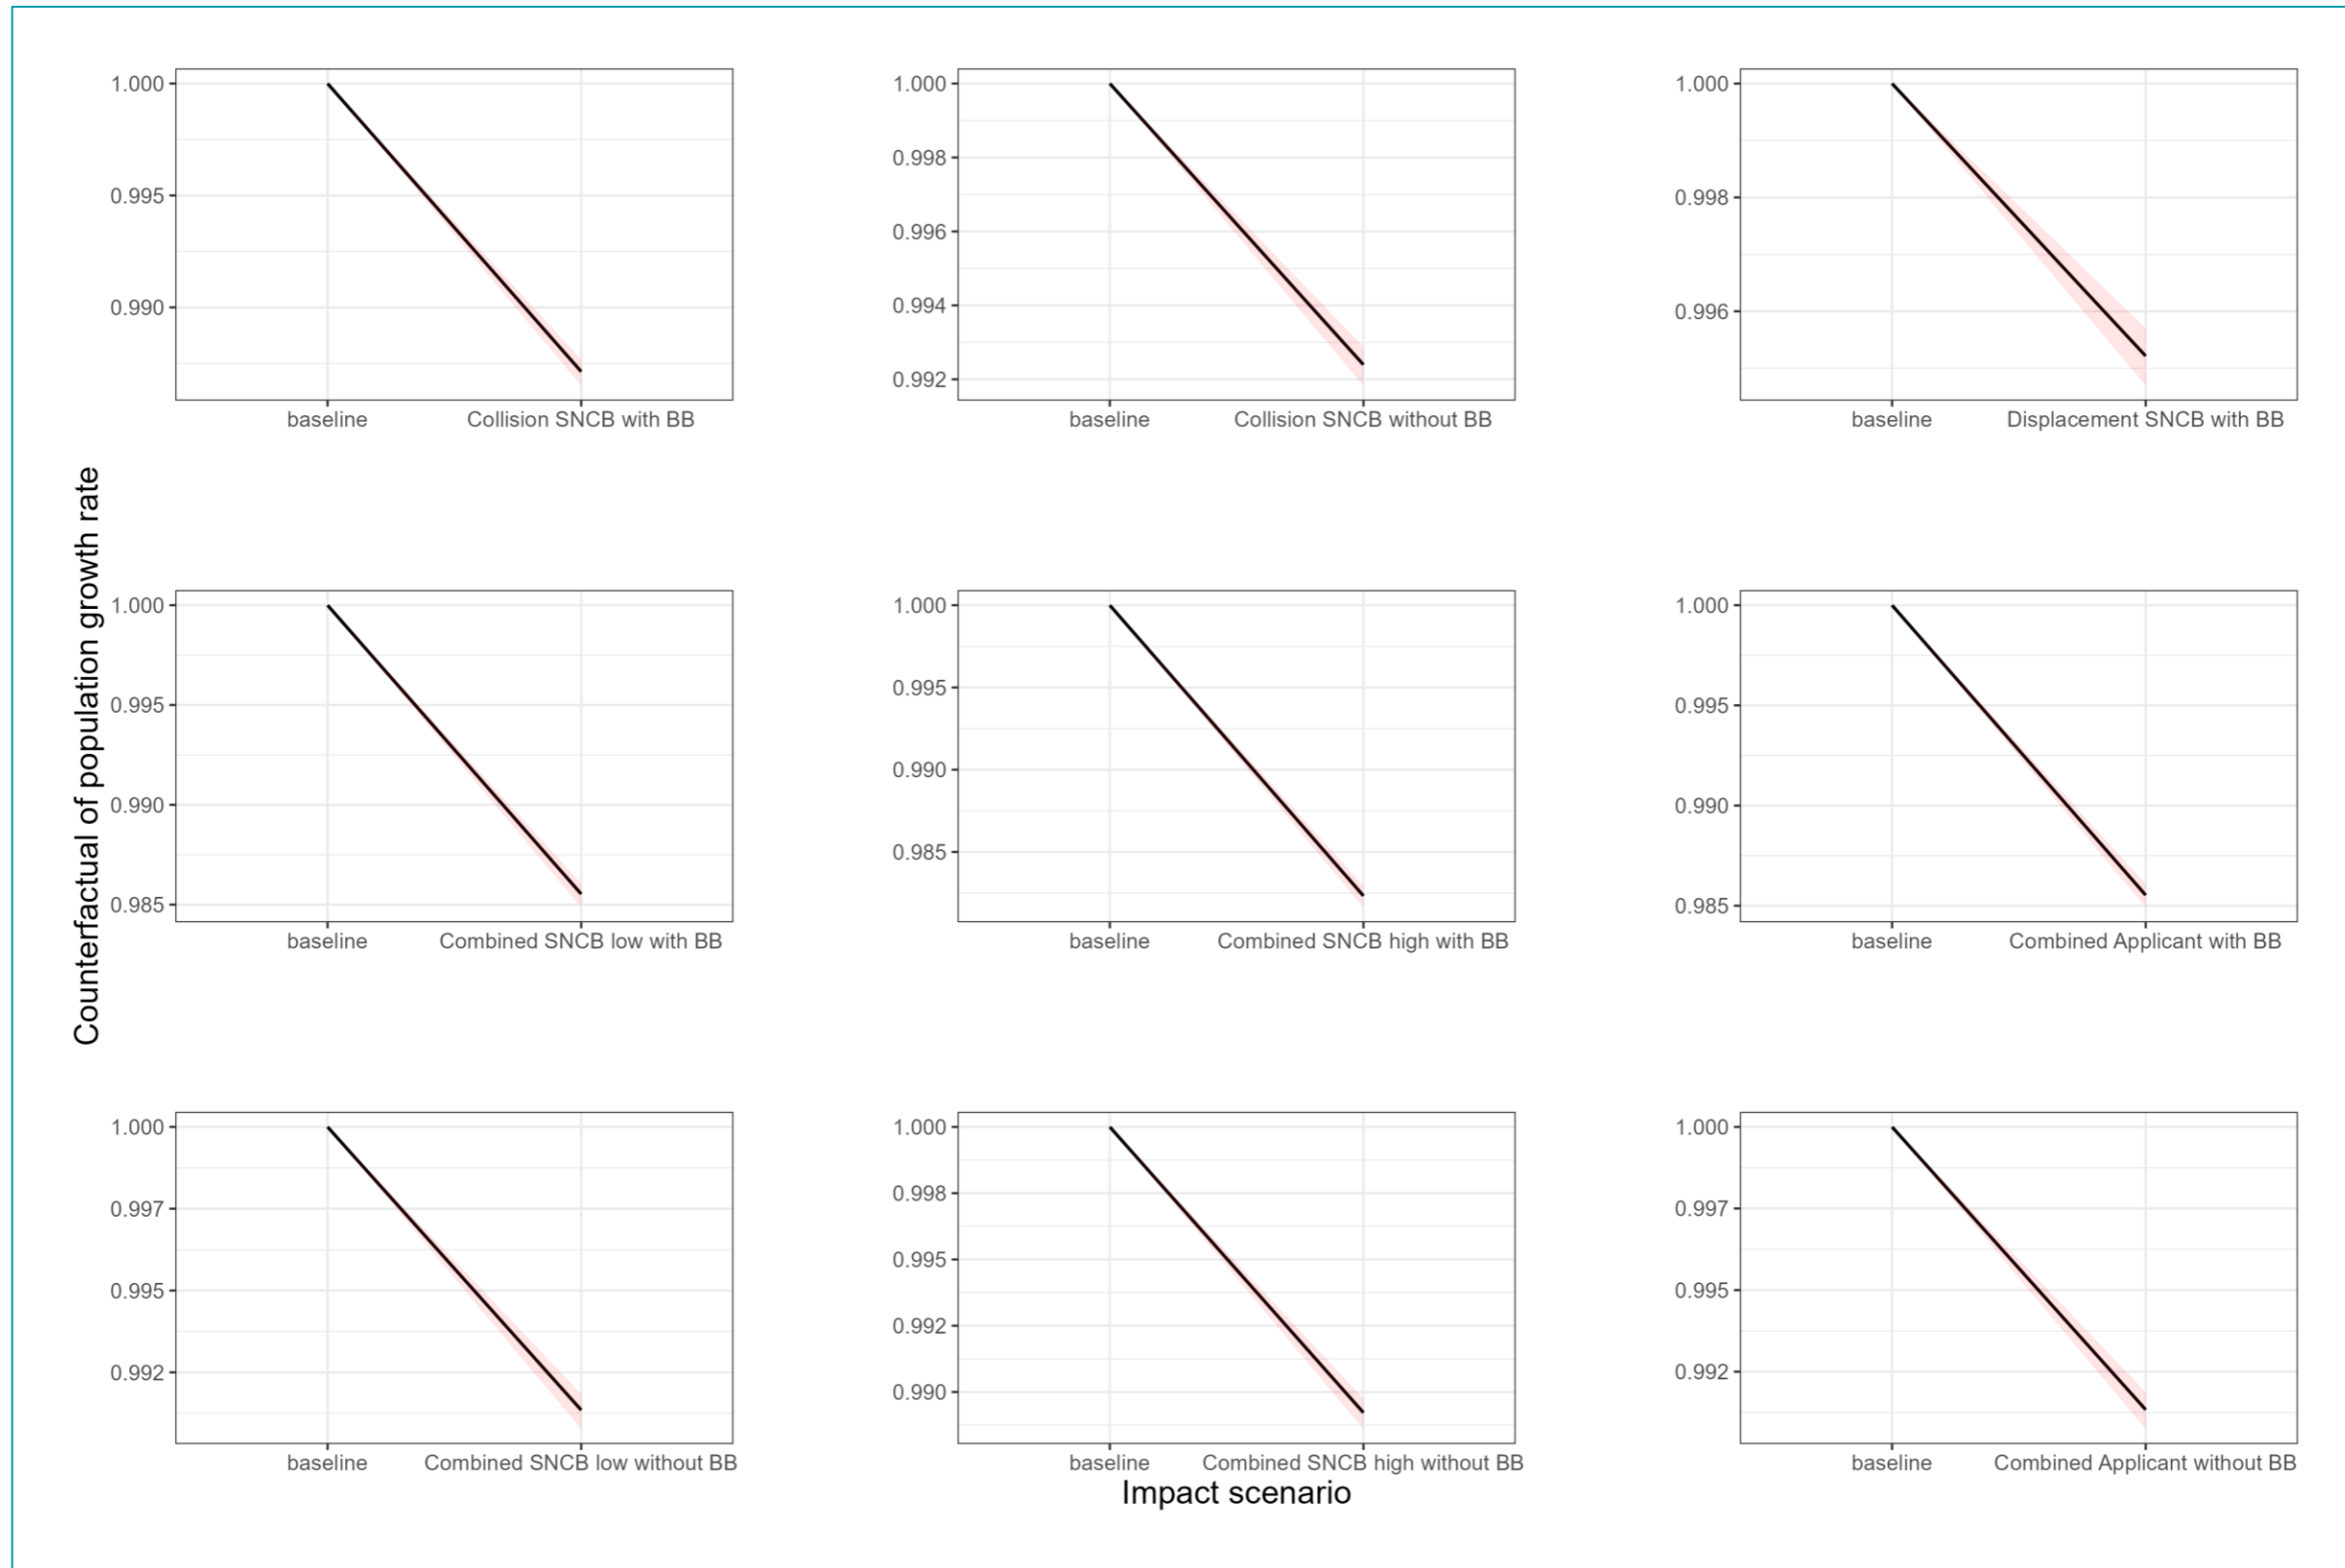 1.000
0.995
0.990
baseline
Collision SNCB with BB
1.000
0.998
0.996
0.994
0.992
baseline
Collision SNCB without BB
1.000
0.998
0.996
baseline
Displacement SNCB with BB
Counterfactual of population growth rate
1.000
0.995
0.990
0.985
baseline
Combined SNCB low with BB
1.000
0.995
0.990
0.985
baseline
Combined SNCB high with BB
1.000
0.995
0.990
0.985
baseline
Combined Applicant with BB
1.000
0.997
0.995
0.992
baseline
Combined SNCB low without BB
1.000
0.998
0.995
0.992
0.990
baseline
Combined SNCB high without BB
1.000
0.997
0.995
0.992
baseline
Combined Applicant without BB
Impact scenario